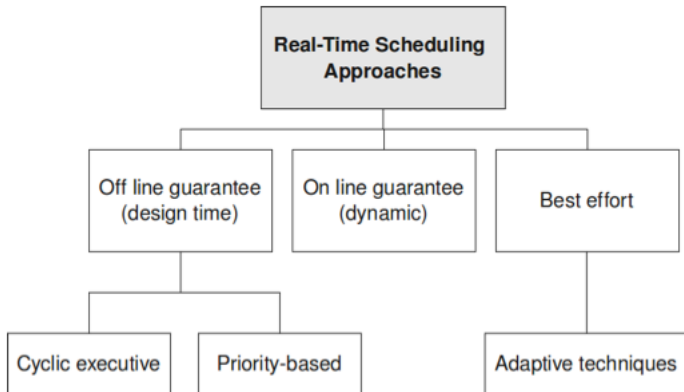 Real-Time Scheduling
Approaches
Off line guarantee
(design time)
On line guarantee
(dynamic)
Best effort
Cyclic executive
Priority-based
Adaptive techniques